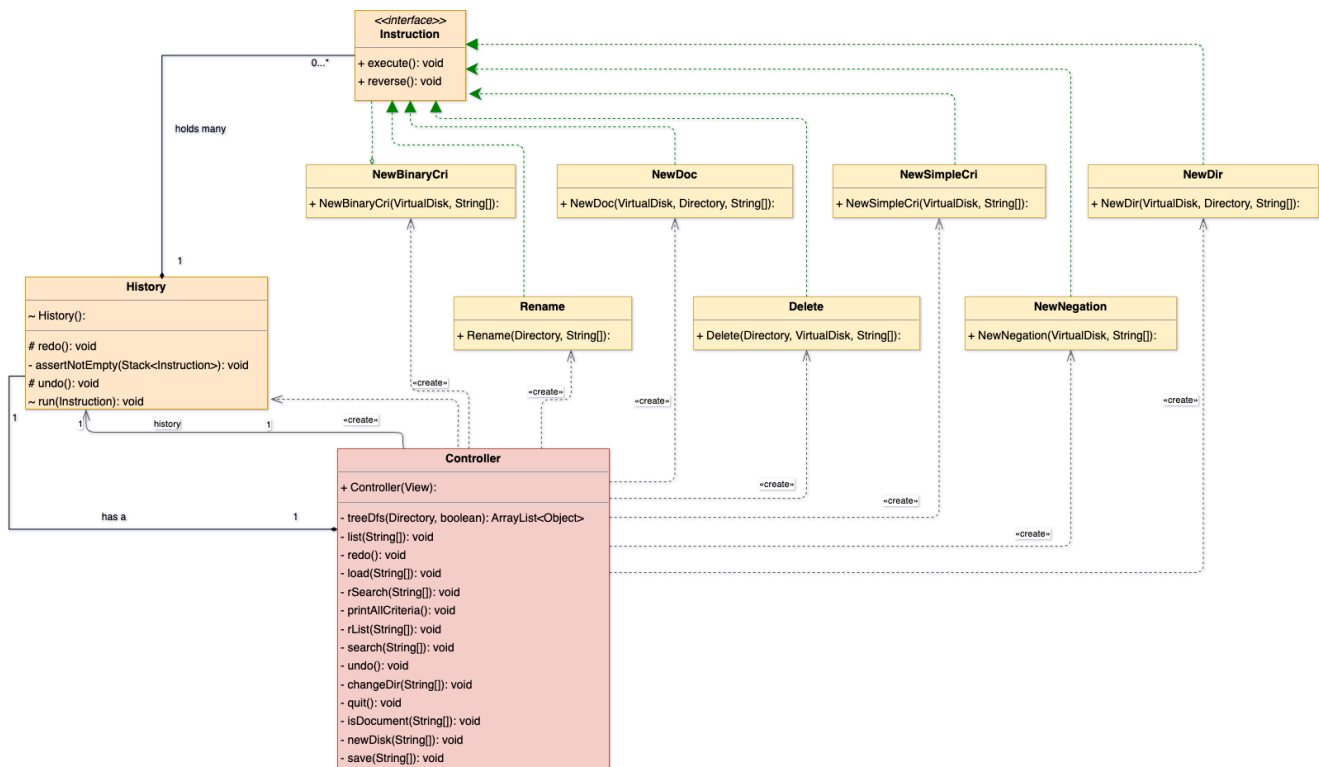 <<interface>>
Instruction
+ execute(): void
+ reverse(): void
0...*
holds many
1
NewBinaryCri
+ NewBinaryCri(VirtualDisk, String[]):
NewDoc
+ NewDoc(VirtualDisk, Directory, String[]):
NewSimpleCri
+ NewSimpleCri(VirtualDisk, String[]):
NewDir
+ NewDir(VirtualDisk, Directory, String[]):
History
~ History():
# redo(): void
- assertNotEmpty(Stack<Instruction>): void
# undo(): void
~ run(Instruction): void
Rename
+ Rename(Directory, String[]):
Delete
+ Delete(Directory, VirtualDisk, String[]):
NewNegation
+ NewNegation(VirtualDisk, String[]):
«create»
«create»
«create»
«create»
1
1
history
1
«create»
has a
1
«create»
«create»
«create»
Controller
+ Controller(View):
- treeDfs(Directory, boolean): ArrayList<Object>
- list(String[]): void
- redo(): void
- load(String[]): void
- rSearch(String[]): void
- printAllCriteria(): void
- rList(String[]): void
- search(String[]): void
- undo(): void
- changeDir(String[]): void
- quit(): void
- isDocument(String[]): void
- newDisk(String[]): void
- save(String[]): void